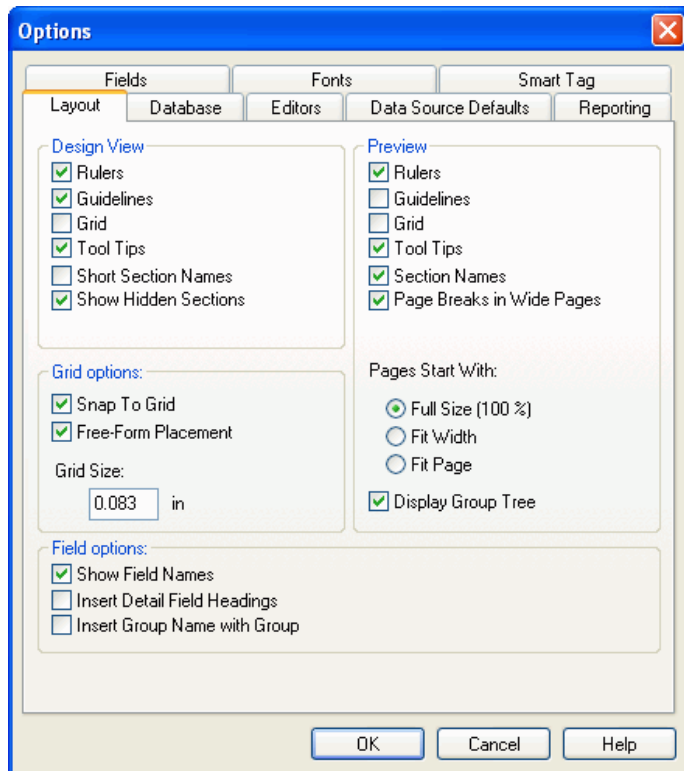 Options
Fields
Fonts
Smart Tag
Layout
Database
Editors
Data Source Defaults
Reporting
Design View
Rulers
Guidelines
Grid
Tool Tips
Short Section Names
Show Hidden Sections
Preview
Rulers
Guidelines
Grid
Tool Tips
Section Names
Page Breaks in Wide Pages
Grid options:
Snap To Grid
Free-Form Placement
Grid Size:
0.083 in
Pages Start With:
Full Size (100 %)
Fit Width
Fit Page
Display Group Tree
Field options:
Show Field Names
Insert Detail Field Headings
Insert Group Name with Group
OK
Cancel
Help